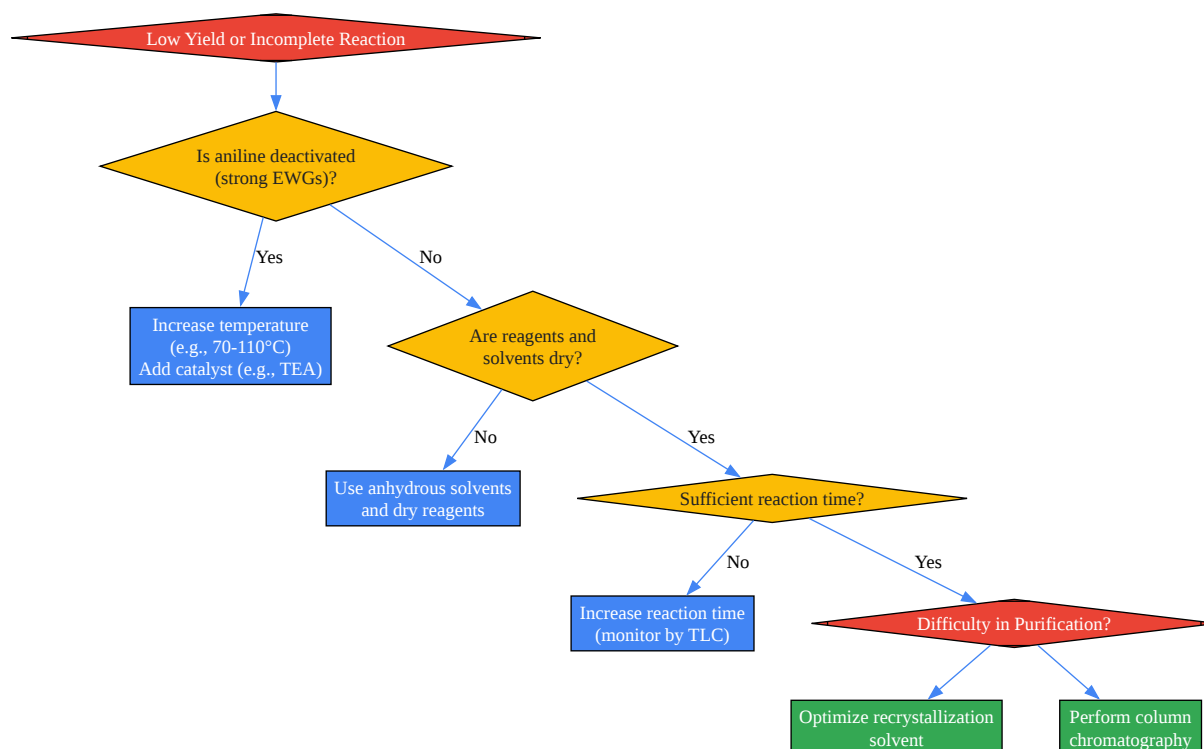 Low Yield or Incomplete Reaction
Is aniline deactivated
(strong EWGs)?
Yes
No
Increase temperature
(e.g., 70-110°C)
Add catalyst (e.g., TEA)
Are reagents and
solvents dry?
No
Yes
Use anhydrous solvents
and dry reagents
Sufficient reaction time?
No
Yes
Increase reaction time
(monitor by TLC)
Difficulty in Purification?
Optimize recrystallization
solvent
Perform column
chromatography